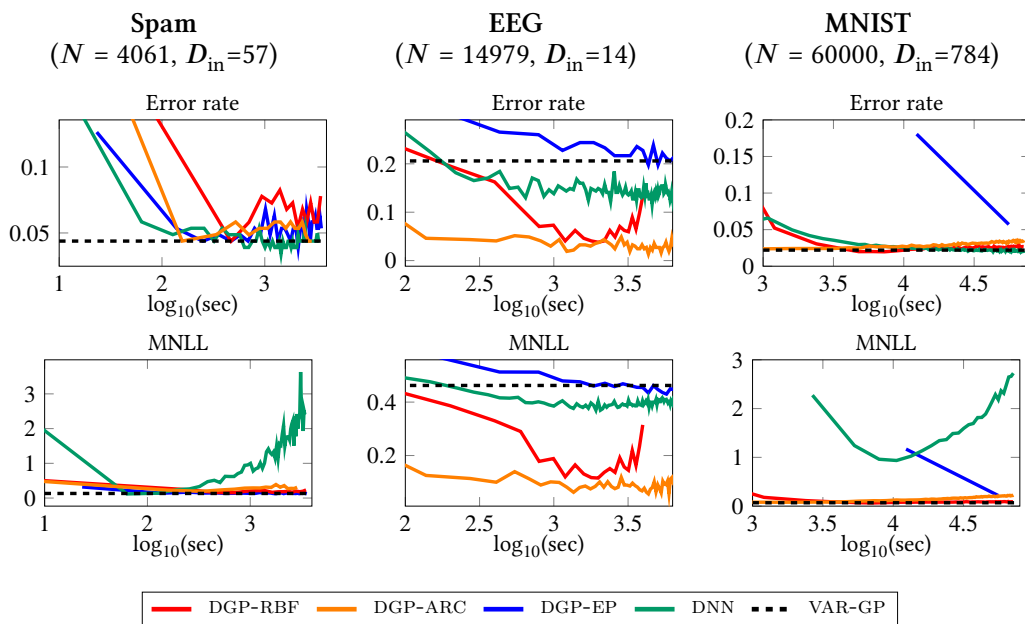 Spam EEG MNIST
(N = 4061, D_in=57) (N = 14979, D_in=14) (N = 60000, D_in=784)
Error rate Error rate Error rate
0.1
0.05
1 2 3
log10(sec)
0.2
0.1
0
2 2.5 3 3.5
log10(sec)
0.2
0.15
0.1
0.05
0
3 3.5 4 4.5
log10(sec)
MNLL MNLL MNLL
3
2
1
0
1 2 3
log10(sec)
0.4
0.2
2 2.5 3 3.5
log10(sec)
3
2
1
0
3 3.5 4 4.5
log10(sec)
DGP-RBF DGP-ARC DGP-EP DNN VAR-GP